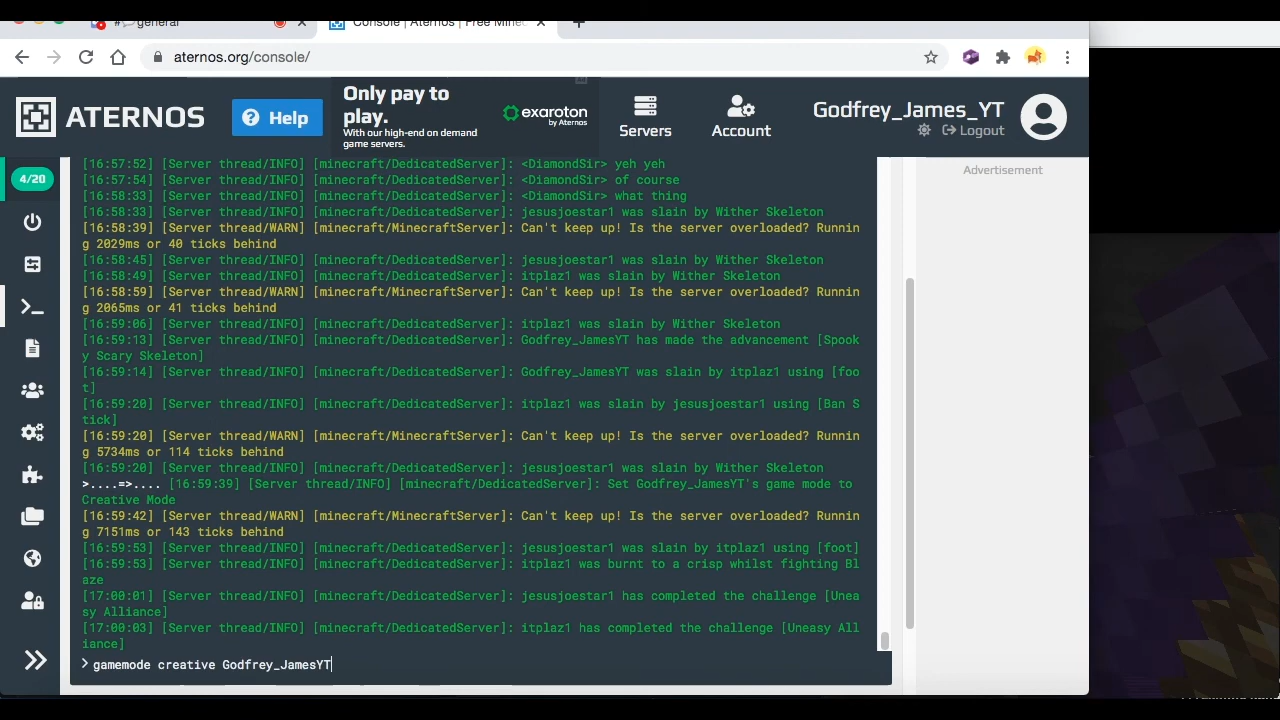 general
Console | Aternos | Free Minec
aternos.org/console/
ATERNOS
Help
Only pay to
play.
With our high-end on demand
game servers.
exaroton
by Aternos
Servers
Account
Godfrey_James_YT
Logout
4/20
Advertisement
[16:57:52] [Server thread/INFO] [minecraft/DedicatedServer]: <DiamondSir> yeh yeh
[16:57:54] [Server thread/INFO] [minecraft/DedicatedServer]: <DiamondSir> of course
[16:58:33] [Server thread/INFO] [minecraft/DedicatedServer]: <DiamondSir> what thing
[16:58:33] [Server thread/INFO] [minecraft/DedicatedServer]: jesusjoestar1 was slain by Wither Skeleton
[16:58:39] [Server thread/WARN] [minecraft/MinecraftServer]: Can't keep up! Is the server overloaded? Runnin
g 2029ms or 40 ticks behind
[16:58:45] [Server thread/INFO] [minecraft/DedicatedServer]: jesusjoestar1 was slain by Wither Skeleton
[16:58:49] [Server thread/INFO] [minecraft/DedicatedServer]: itplaz1 was slain by Wither Skeleton
[16:58:59] [Server thread/WARN] [minecraft/MinecraftServer]: Can't keep up! Is the server overloaded? Runnin
g 2065ms or 41 ticks behind
[16:59:06] [Server thread/INFO] [minecraft/DedicatedServer]: itplaz1 was slain by Wither Skeleton
[16:59:13] [Server thread/INFO] [minecraft/DedicatedServer]: Godfrey_JamesYT has made the advancement [Spook
y Scary Skeleton]
[16:59:14] [Server thread/INFO] [minecraft/DedicatedServer]: Godfrey_JamesYT was slain by itplaz1 using [foo
t]
[16:59:20] [Server thread/INFO] [minecraft/DedicatedServer]: itplaz1 was slain by jesusjoestar1 using [Ban S
tick]
[16:59:20] [Server thread/WARN] [minecraft/MinecraftServer]: Can't keep up! Is the server overloaded? Runnin
g 5734ms or 114 ticks behind
[16:59:20] [Server thread/INFO] [minecraft/DedicatedServer]: jesusjoestar1 was slain by Wither Skeleton
>....=>.... [16:59:39] [Server thread/INFO] [minecraft/DedicatedServer]: Set Godfrey_JamesYT's game mode to
Creative Mode
[16:59:42] [Server thread/WARN] [minecraft/MinecraftServer]: Can't keep up! Is the server overloaded? Runnin
g 7151ms or 143 ticks behind
[16:59:53] [Server thread/INFO] [minecraft/DedicatedServer]: jesusjoestar1 was slain by itplaz1 using [foot]
[16:59:53] [Server thread/INFO] [minecraft/DedicatedServer]: itplaz1 was burnt to a crisp whilst fighting Bl
aze
[17:00:01] [Server thread/INFO] [minecraft/DedicatedServer]: jesusjoestar1 has completed the challenge [Unea
sy Alliance]
[17:00:03] [Server thread/INFO] [minecraft/DedicatedServer]: itplaz1 has completed the challenge [Uneasy All
iance]
gamemode creative Godfrey_JamesYT